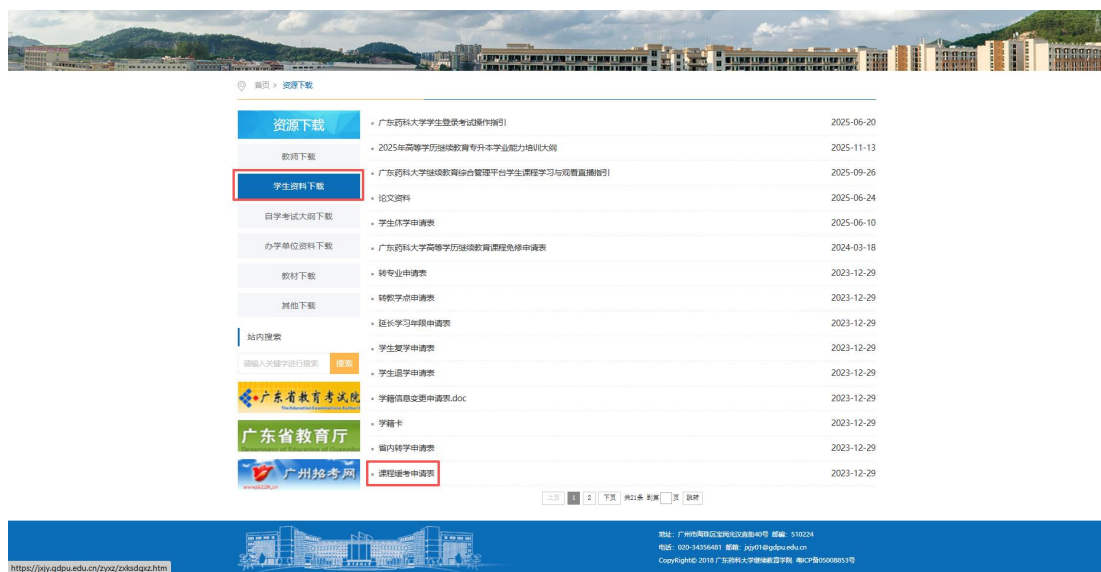 首页 > 资源下载
资源下载
教师下载
学生资料下载
自学考试大纲下载
办学单位资料下载
教材下载
其他下载
站内搜索
请输入关键字进行搜索 搜索
广东省教育考试院
广东省教育厅
广州招考网
广东药科大学学生登录考试操作指引 2025-06-20
2025年高等学历继续教育专升本学业能力培训大纲 2025-11-13
广东药科大学继续教育综合管理平台学生课程学习与观看直播指引 2025-09-26
论文资料 2025-06-24
学生休学申请表 2025-06-10
广东药科大学高等学历继续教育课程免修申请表 2024-03-18
转专业申请表 2023-12-29
转教学点申请表 2023-12-29
延长学习年限申请表 2023-12-29
学生复学申请表 2023-12-29
学生退学申请表 2023-12-29
学籍信息变更申请表.doc 2023-12-29
学籍卡 2023-12-29
省内转学申请表 2023-12-29
课程缓考申请表 2023-12-29
上页 1 2 下页 共21条 到第 页 跳转
地址：广州市海珠区宝岗光汉直街40号 邮编：510224
电话：020-34356481 邮箱：jxjy01@gdpu.edu.cn
CopyRight© 2018 广东药科大学继续教育学院 粤ICP备05008853号
https://jxjy.gdpu.edu.cn/zyxz/zxksdgxz.htm